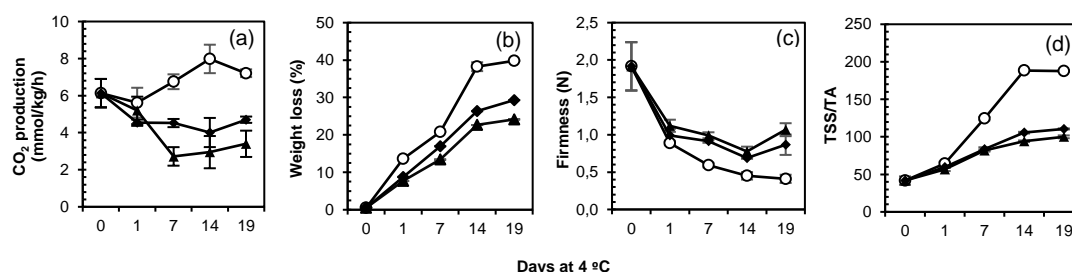 (a)
CO2 production
(mmol/kg/h)
10
8
6
4
2
0
0 1 7 14 19
(b)
Weight loss (%)
50
40
30
20
10
0
0 1 7 14 19
(c)
Firmness (N)
2,5
2,0
1,5
1,0
0,5
0,0
0 1 7 14 19
(d)
TSS/TA
250
200
150
100
50
0
0 1 7 14 19
Days at 4 ºC